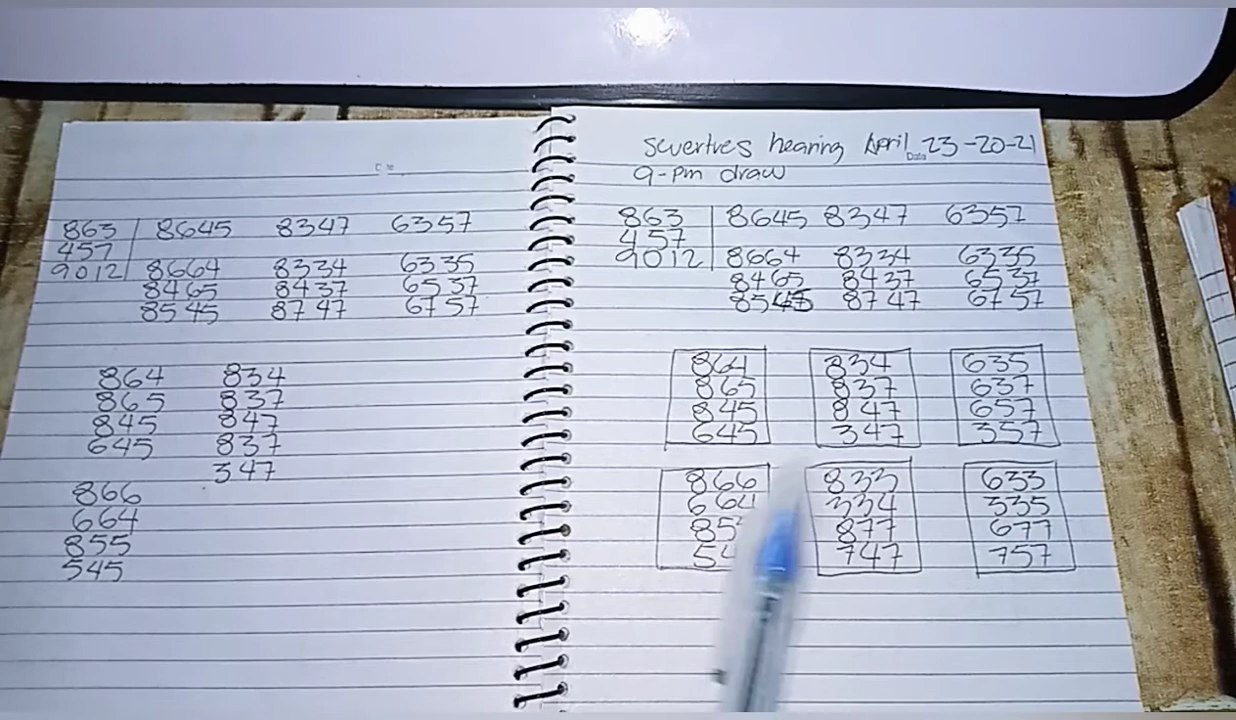 863 8645 8347 6357
457
9012 8664 8334 6335
8465 8437 6537
8545 8747 6757
864 834
865 837
845 847
645 837
347
866
664
855
545
swertres hearing April 23-20-21
9-pm draw
863 8645 8347 6357
457
9012 8664 8334 6335
8465 8437 6537
8545 8747 6757
864 834 635
865 837 637
845 847 657
645 347 357
866 833 633
664 334 335
877 677
747 757